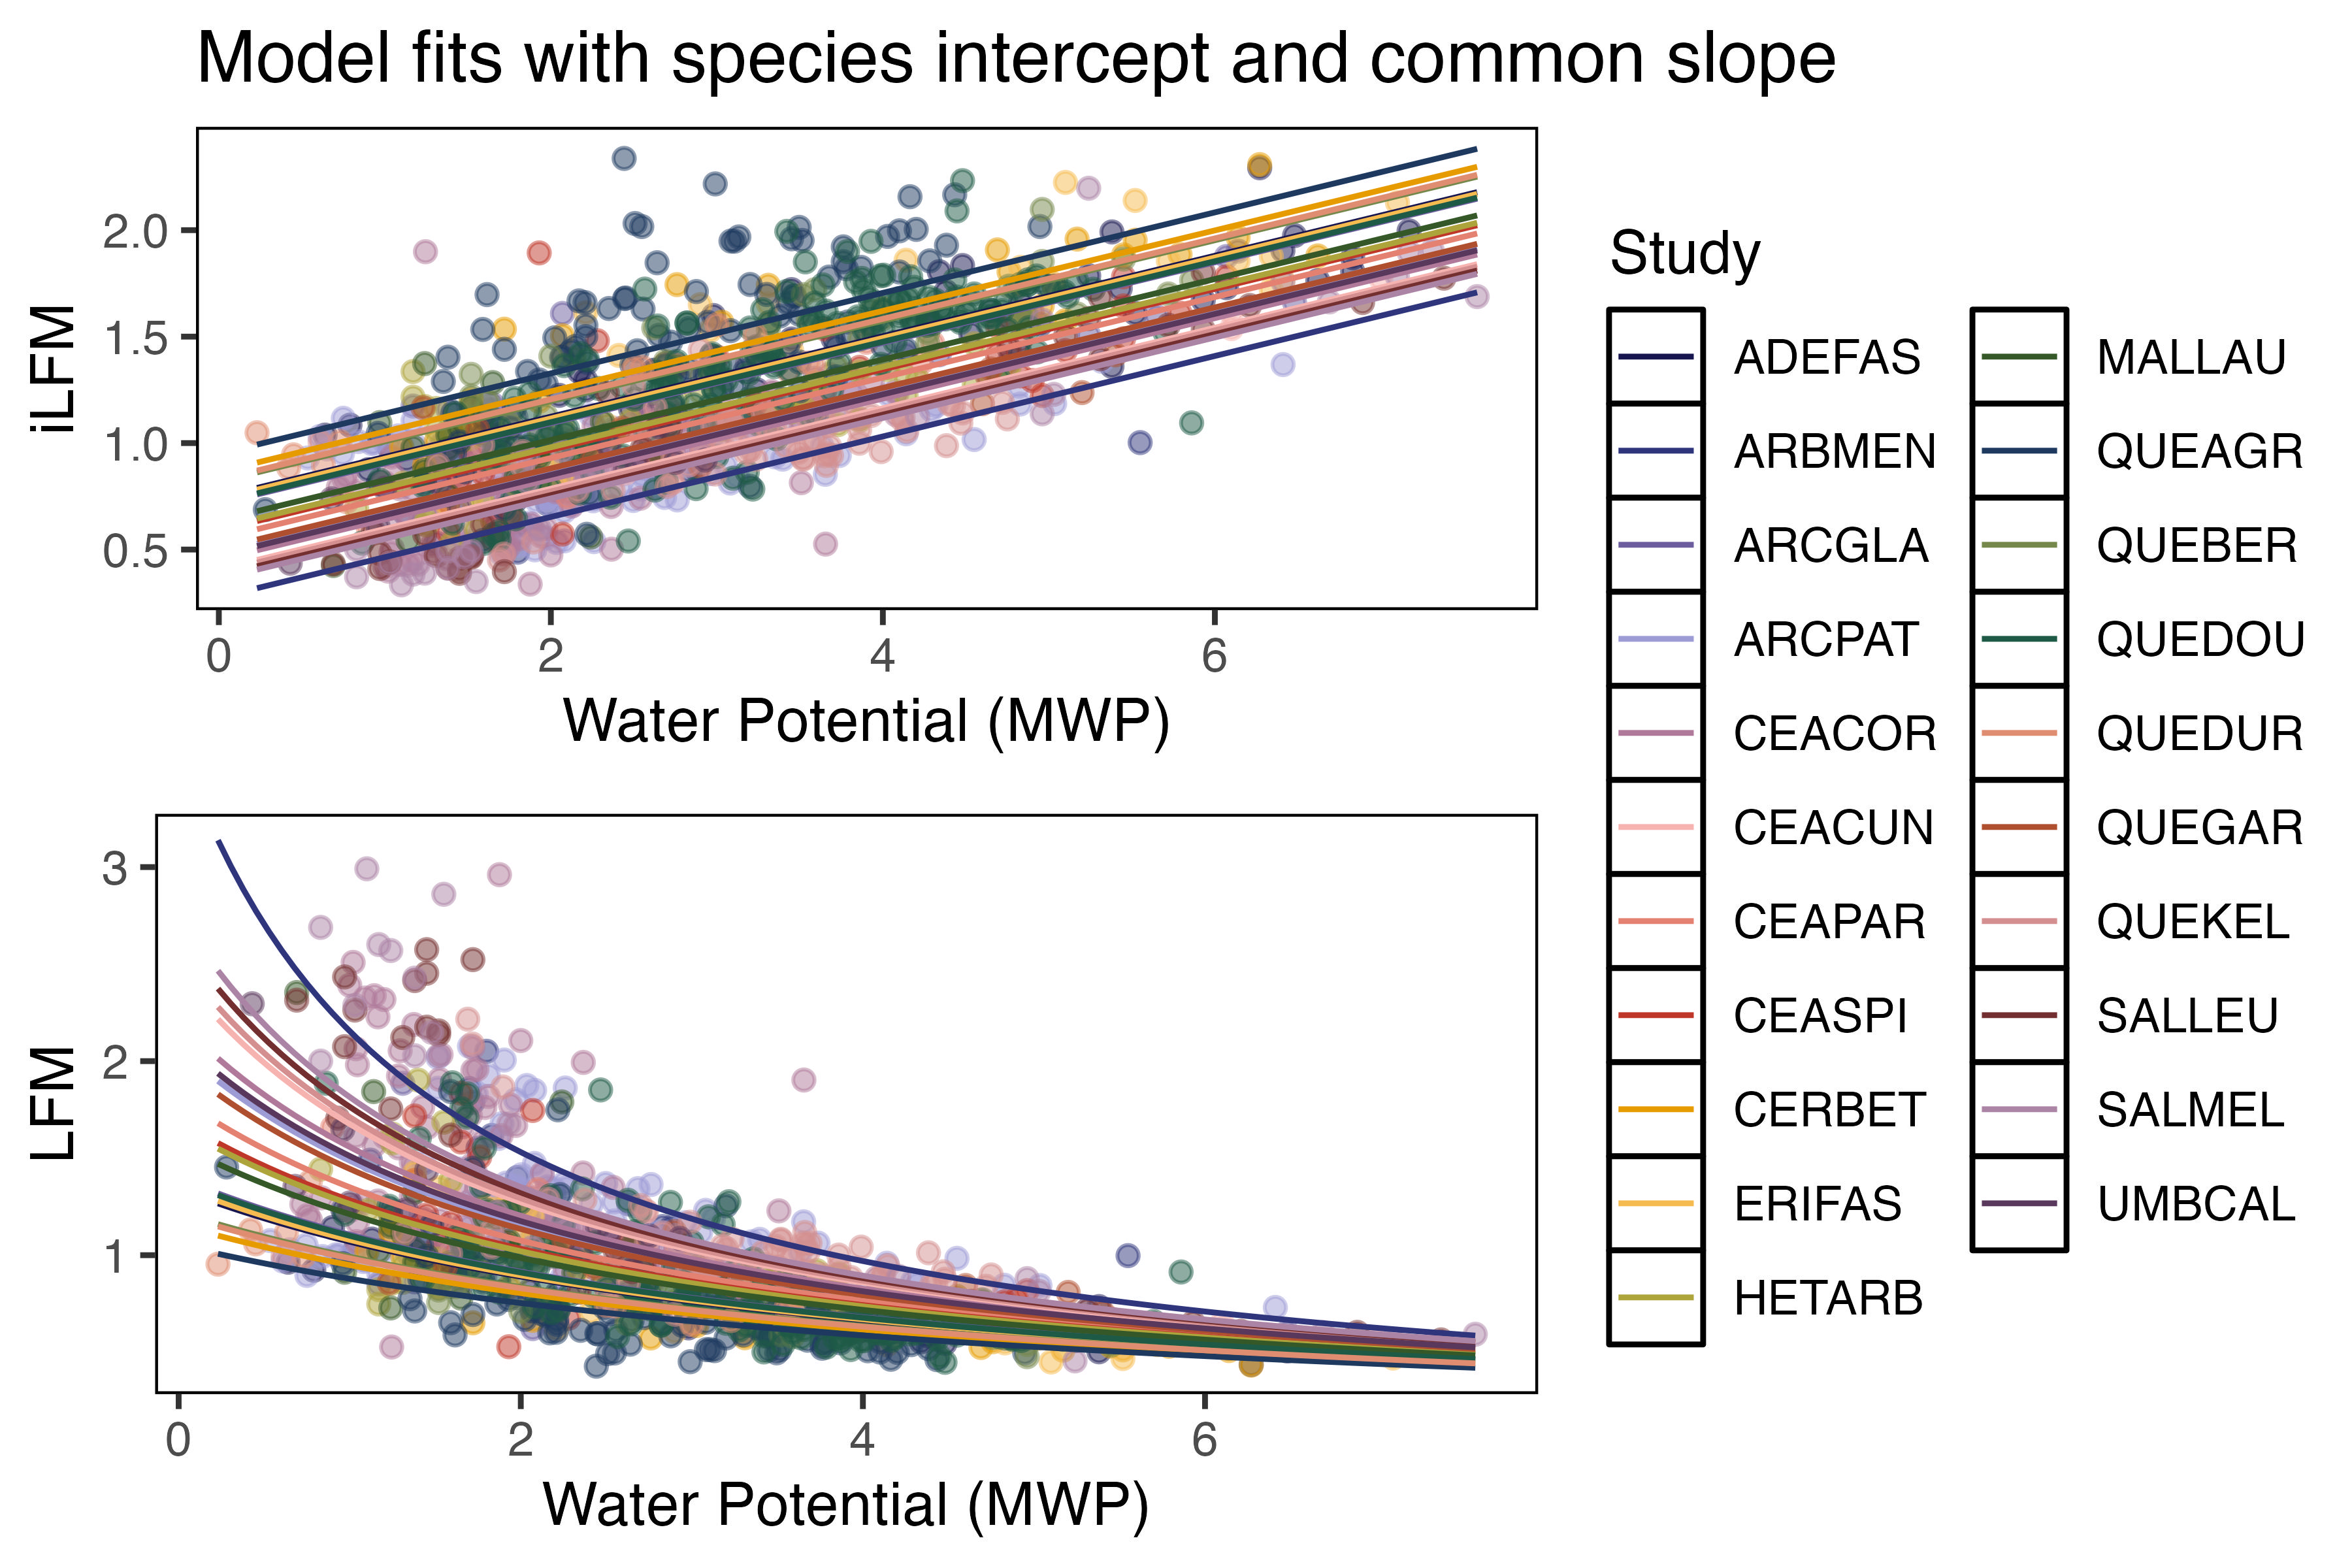 Model fits with species intercept and common slope
iLFM
2.0
1.5
1.0
0.5
0 2 4 6
Water Potential (MWP)
LFM
3
2
1
0 2 4 6
Water Potential (MWP)
Study
ADEFAS
ARBMEN
ARCGLA
ARCPAT
CEACOR
CEACUN
CEAPAR
CEASPI
CERBET
ERIFAS
HETARB
MALLAU
QUEAGR
QUEBER
QUEDOU
QUEDUR
QUEGAR
QUEKEL
SALLEU
SALMEL
UMBCAL